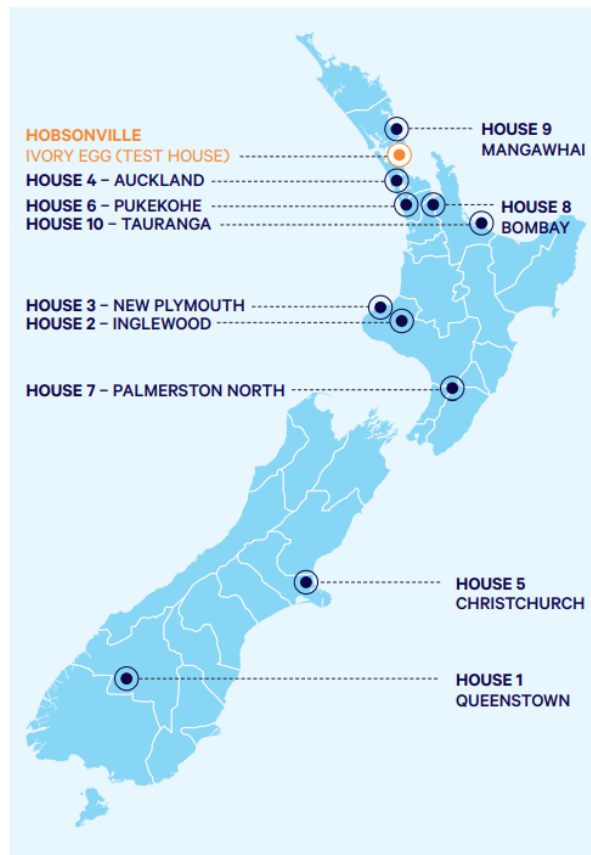 HOBSONVILLE
IVORY EGG (TEST HOUSE)
HOUSE 9
MANGAWHAI
HOUSE 4 – AUCKLAND
HOUSE 6 – PUKEKOHE
HOUSE 8
BOMBAY
HOUSE 10 – TAURANGA
HOUSE 3 – NEW PLYMOUTH
HOUSE 2 – INGLEWOOD
HOUSE 7 – PALMERSTON NORTH
HOUSE 5
CHRISTCHURCH
HOUSE 1
QUEENSTOWN